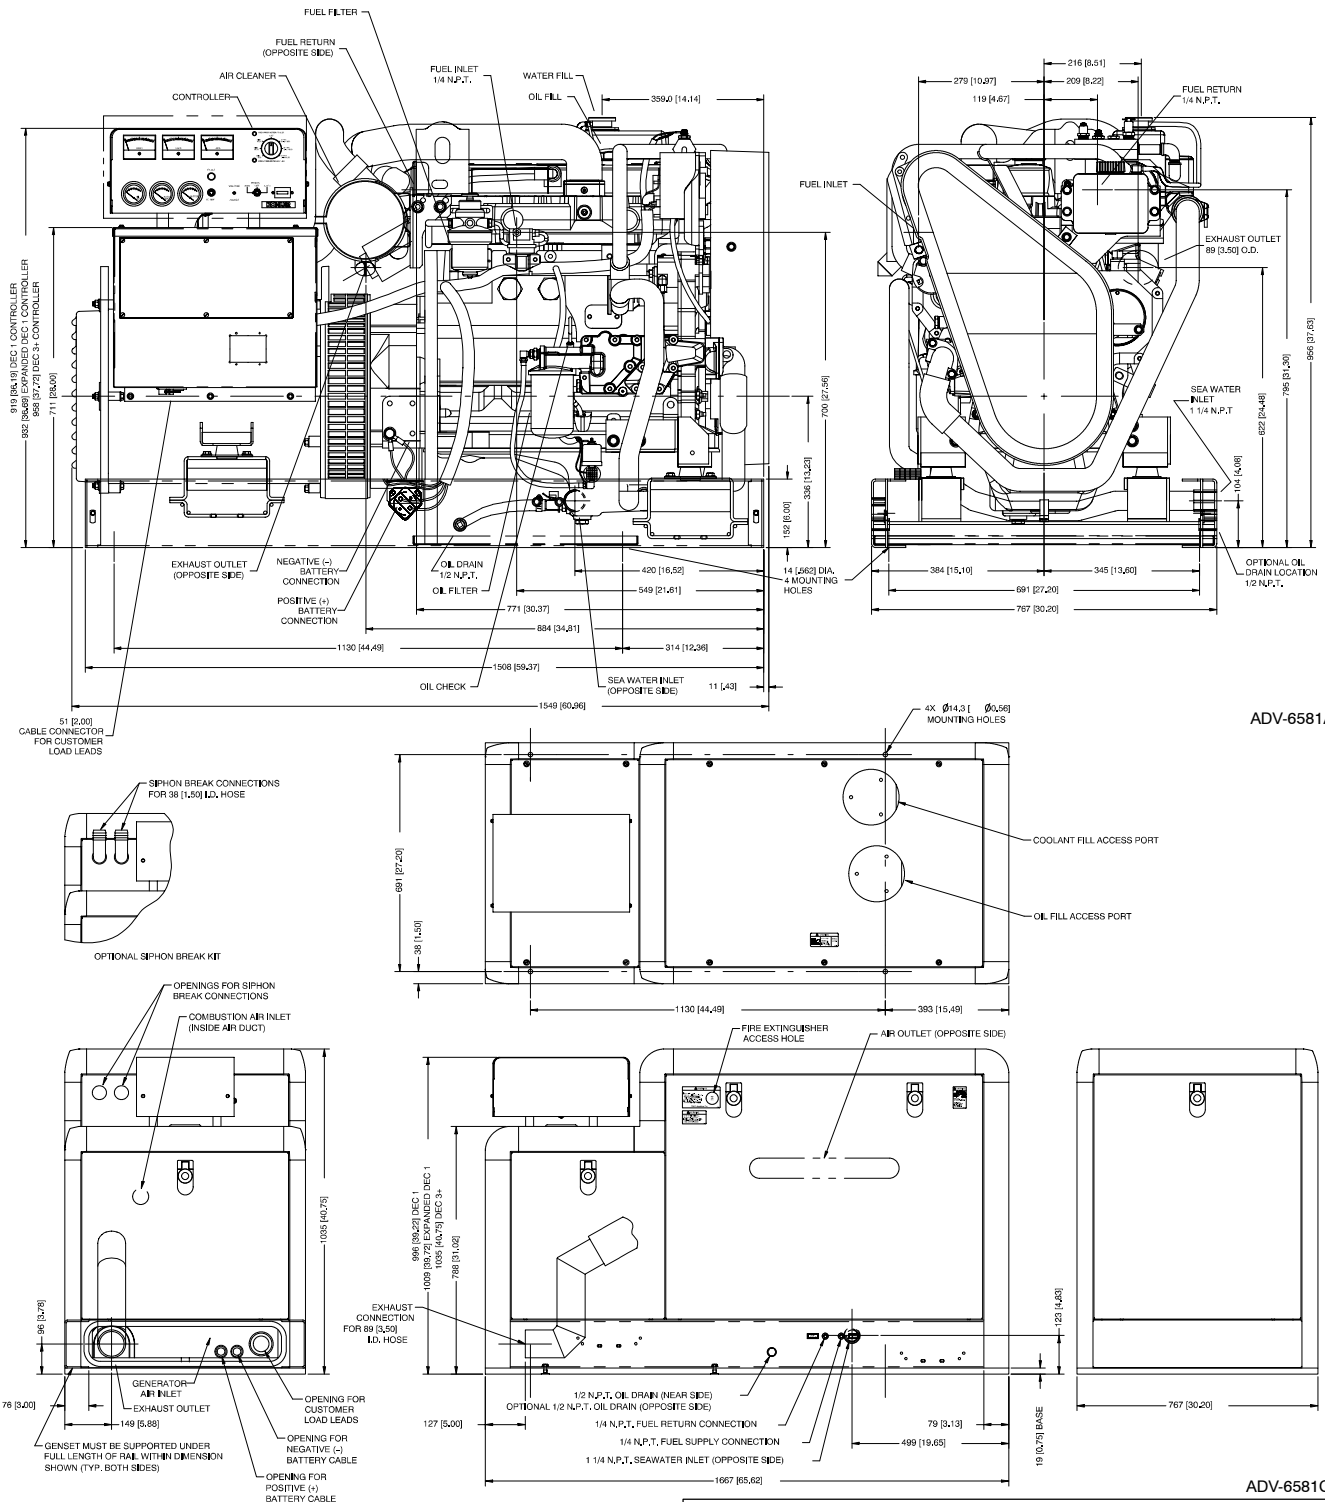 FUEL FILTER
FUEL RETURN
(OPPOSITE SIDE)
AIR CLEANER
CONTROLLER
FUEL INLET
1/4 N.P.T.
WATER FILL
OIL FILL
359.0 [14.14]
919 [36.19] DEC 1 CONTROLLER
932 [36.69] EXPANDED DEC 1 CONTROLLER
958 [37.72] DEC 3+ CONTROLLER
711 [28.00]
700 [27.56]
336 [13.23]
152 [6.00]
EXHAUST OUTLET
(OPPOSITE SIDE)
NEGATIVE (-)
BATTERY
CONNECTION
POSITIVE (+)
BATTERY
CONNECTION
OIL DRAIN
1/2 N.P.T.
OIL FILTER
420 [16.52]
549 [21.61]
771 [30.37]
884 [34.81]
1130 [44.49]
314 [12.36]
1508 [59.37]
OIL CHECK
SEA WATER INLET
(OPPOSITE SIDE)
11 [.43]
1549 [60.96]
14 [.562] DIA.
4 MOUNTING
HOLES
51 [2.00]
CABLE CONNECTOR
FOR CUSTOMER
LOAD LEADS
216 [8.51]
279 [10.97]
209 [8.22]
119 [4.67]
FUEL RETURN
1/4 N.P.T.
FUEL INLET
EXHAUST OUTLET
89 [3.50] O.D.
SEA WATER
INLET
1 1/4 N.P.T
104 [4.08]
622 [24.48]
795 [31.30]
956 [37.63]
384 [15.10]
345 [13.60]
691 [27.20]
767 [30.20]
OPTIONAL OIL
DRAIN LOCATION
1/2 N.P.T.
ADV-6581A
4X Ø14.3 [ Ø0.56]
MOUNTING HOLES
SIPHON BREAK CONNECTIONS
FOR 38 [1.50] I.D. HOSE
OPTIONAL SIPHON BREAK KIT
691 [27.20]
38 [1.50]
COOLANT FILL ACCESS PORT
OIL FILL ACCESS PORT
1130 [44.49]
393 [15.49]
OPENINGS FOR SIPHON
BREAK CONNECTIONS
COMBUSTION AIR INLET
(INSIDE AIR DUCT)
FIRE EXTINGUISHER
ACCESS HOLE
AIR OUTLET (OPPOSITE SIDE)
1035 [40.75]
996 [39.22] DEC 1
1009 [39.72] EXPANDED DEC 1
1035 [40.75] DEC 3+
788 [31.02]
96 [3.78]
EXHAUST
CONNECTION
FOR 89 [3.50]
I.D. HOSE
123 [4.83]
GENERATOR
AIR INLET
EXHAUST OUTLET
76 [3.00]
149 [5.88]
OPENING FOR
CUSTOMER
LOAD LEADS
OPENING FOR
NEGATIVE (-)
BATTERY CABLE
OPENING FOR
POSITIVE (+)
BATTERY CABLE
GENSET MUST BE SUPPORTED UNDER
FULL LENGTH OF RAIL WITHIN DIMENSION
SHOWN (TYP. BOTH SIDES)
1/2 N.P.T. OIL DRAIN (NEAR SIDE)
OPTIONAL 1/2 N.P.T. OIL DRAIN (OPPOSITE SIDE)
127 [5.00]
1/4 N.P.T. FUEL RETURN CONNECTION
1/4 N.P.T. FUEL SUPPLY CONNECTION
1 1/4 N.P.T. SEAWATER INLET (OPPOSITE SIDE)
79 [3.13]
499 [19.65]
19 [0.75] BASE
1667 [65.62]
767 [30.20]
ADV-6581C